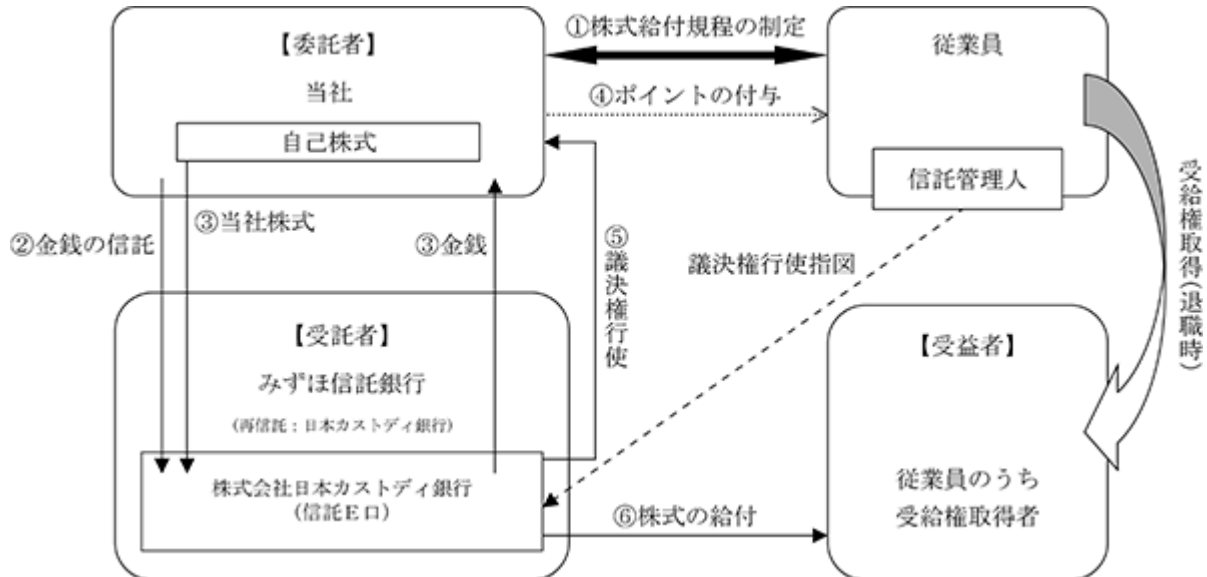 ①株式給付規程の制定
【委託者】
当社
自己株式
従業員
④ポイントの付与
信託管理人
②金銭の信託
③当社株式
③金銭
⑤議決権行使
議決権行使指図
受給権取得(退職時)
【受託者】
みずほ信託銀行
(再信託:日本カストディ銀行)
株式会社日本カストディ銀行
(信託E口)
【受益者】
従業員のうち
受給権取得者
⑥株式の給付